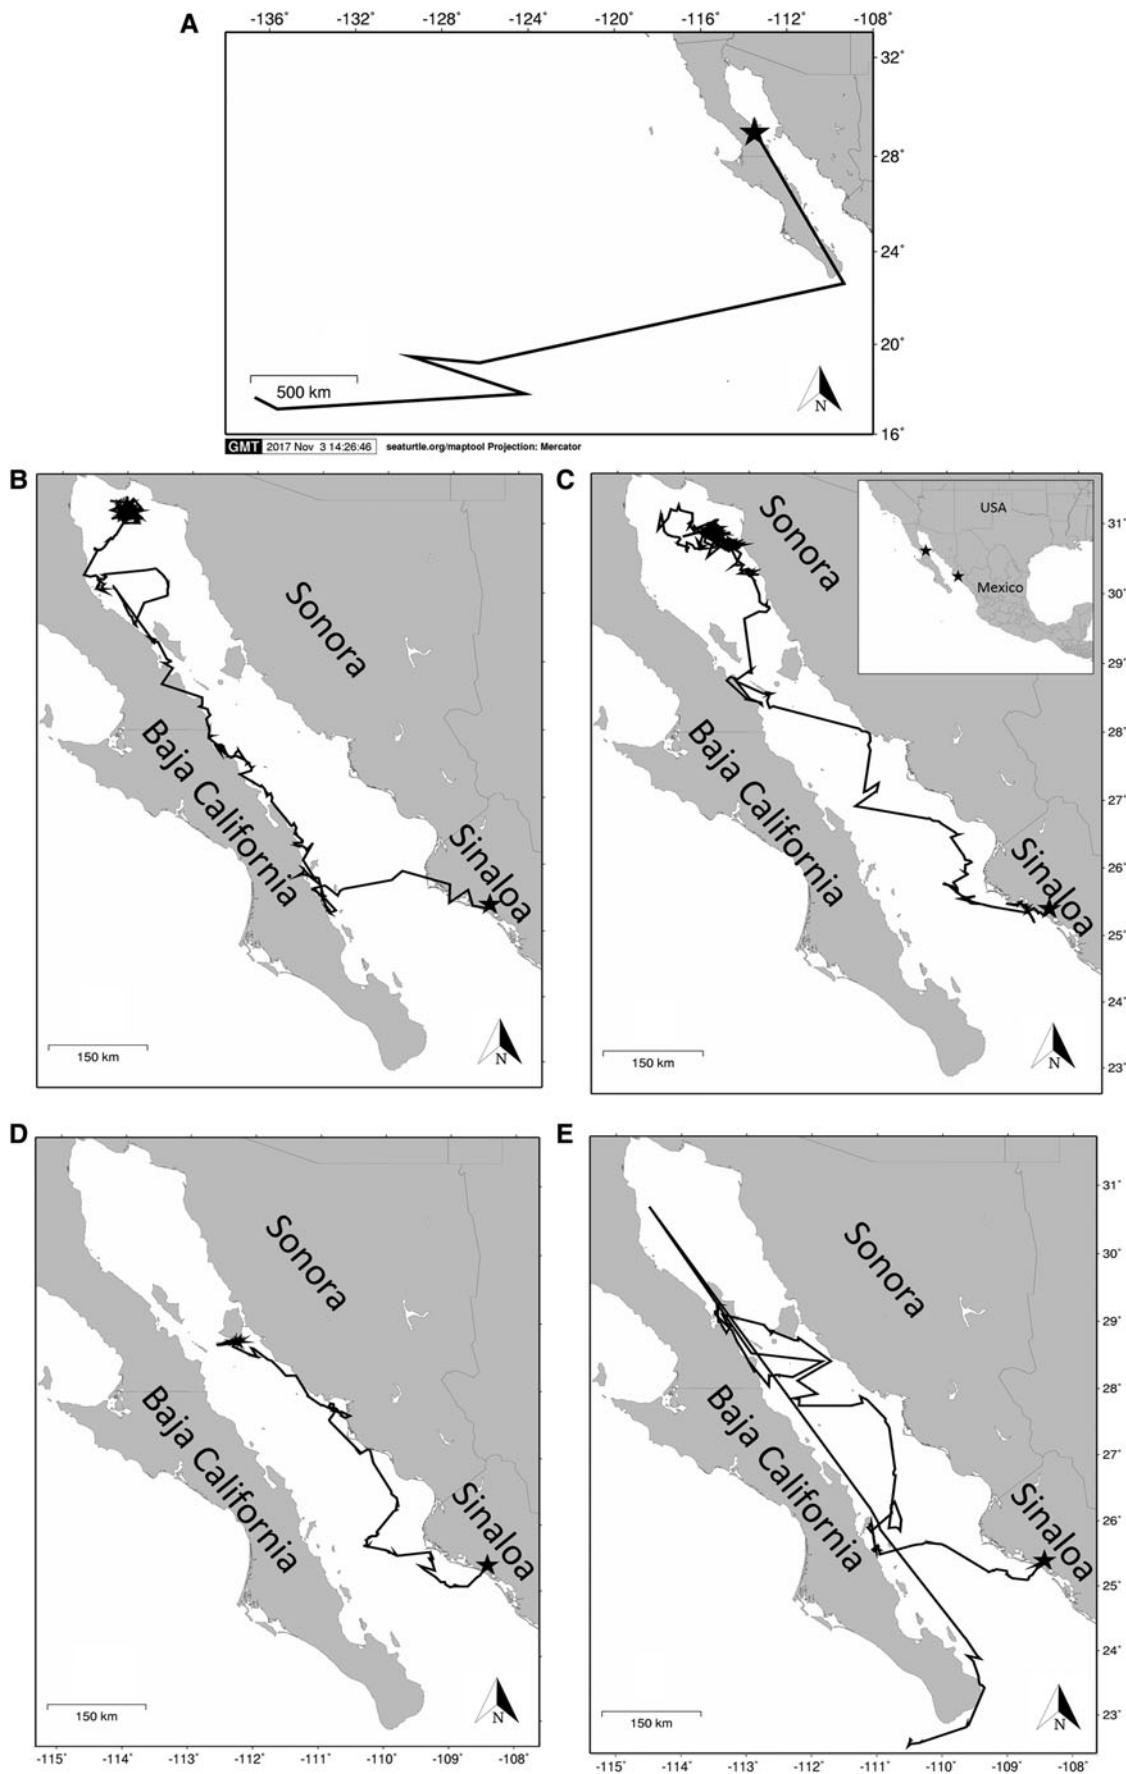 A
-136˚ -132˚ -128˚ -124˚ -120˚ -116˚ -112˚ -108˚
32˚
28˚
24˚
20˚
16˚
500 km
N
GMT 2017 Nov 3 14:26:46 seaturtle.org/maptool Projection: Mercator
B
Sonora
Baja California
Sinaloa
150 km
N
C
Sonora
USA
Mexico
Baja California
Sinaloa
31˚
30˚
29˚
28˚
27˚
26˚
25˚
24˚
23˚
150 km
N
D
Sonora
Baja California
Sinaloa
150 km
N
-115˚ -114˚ -113˚ -112˚ -111˚ -110˚ -109˚ -108˚
E
Sonora
Baja California
Sinaloa
31˚
30˚
29˚
28˚
27˚
26˚
25˚
24˚
23˚
150 km
N
-115˚ -114˚ -113˚ -112˚ -111˚ -110˚ -109˚ -108˚